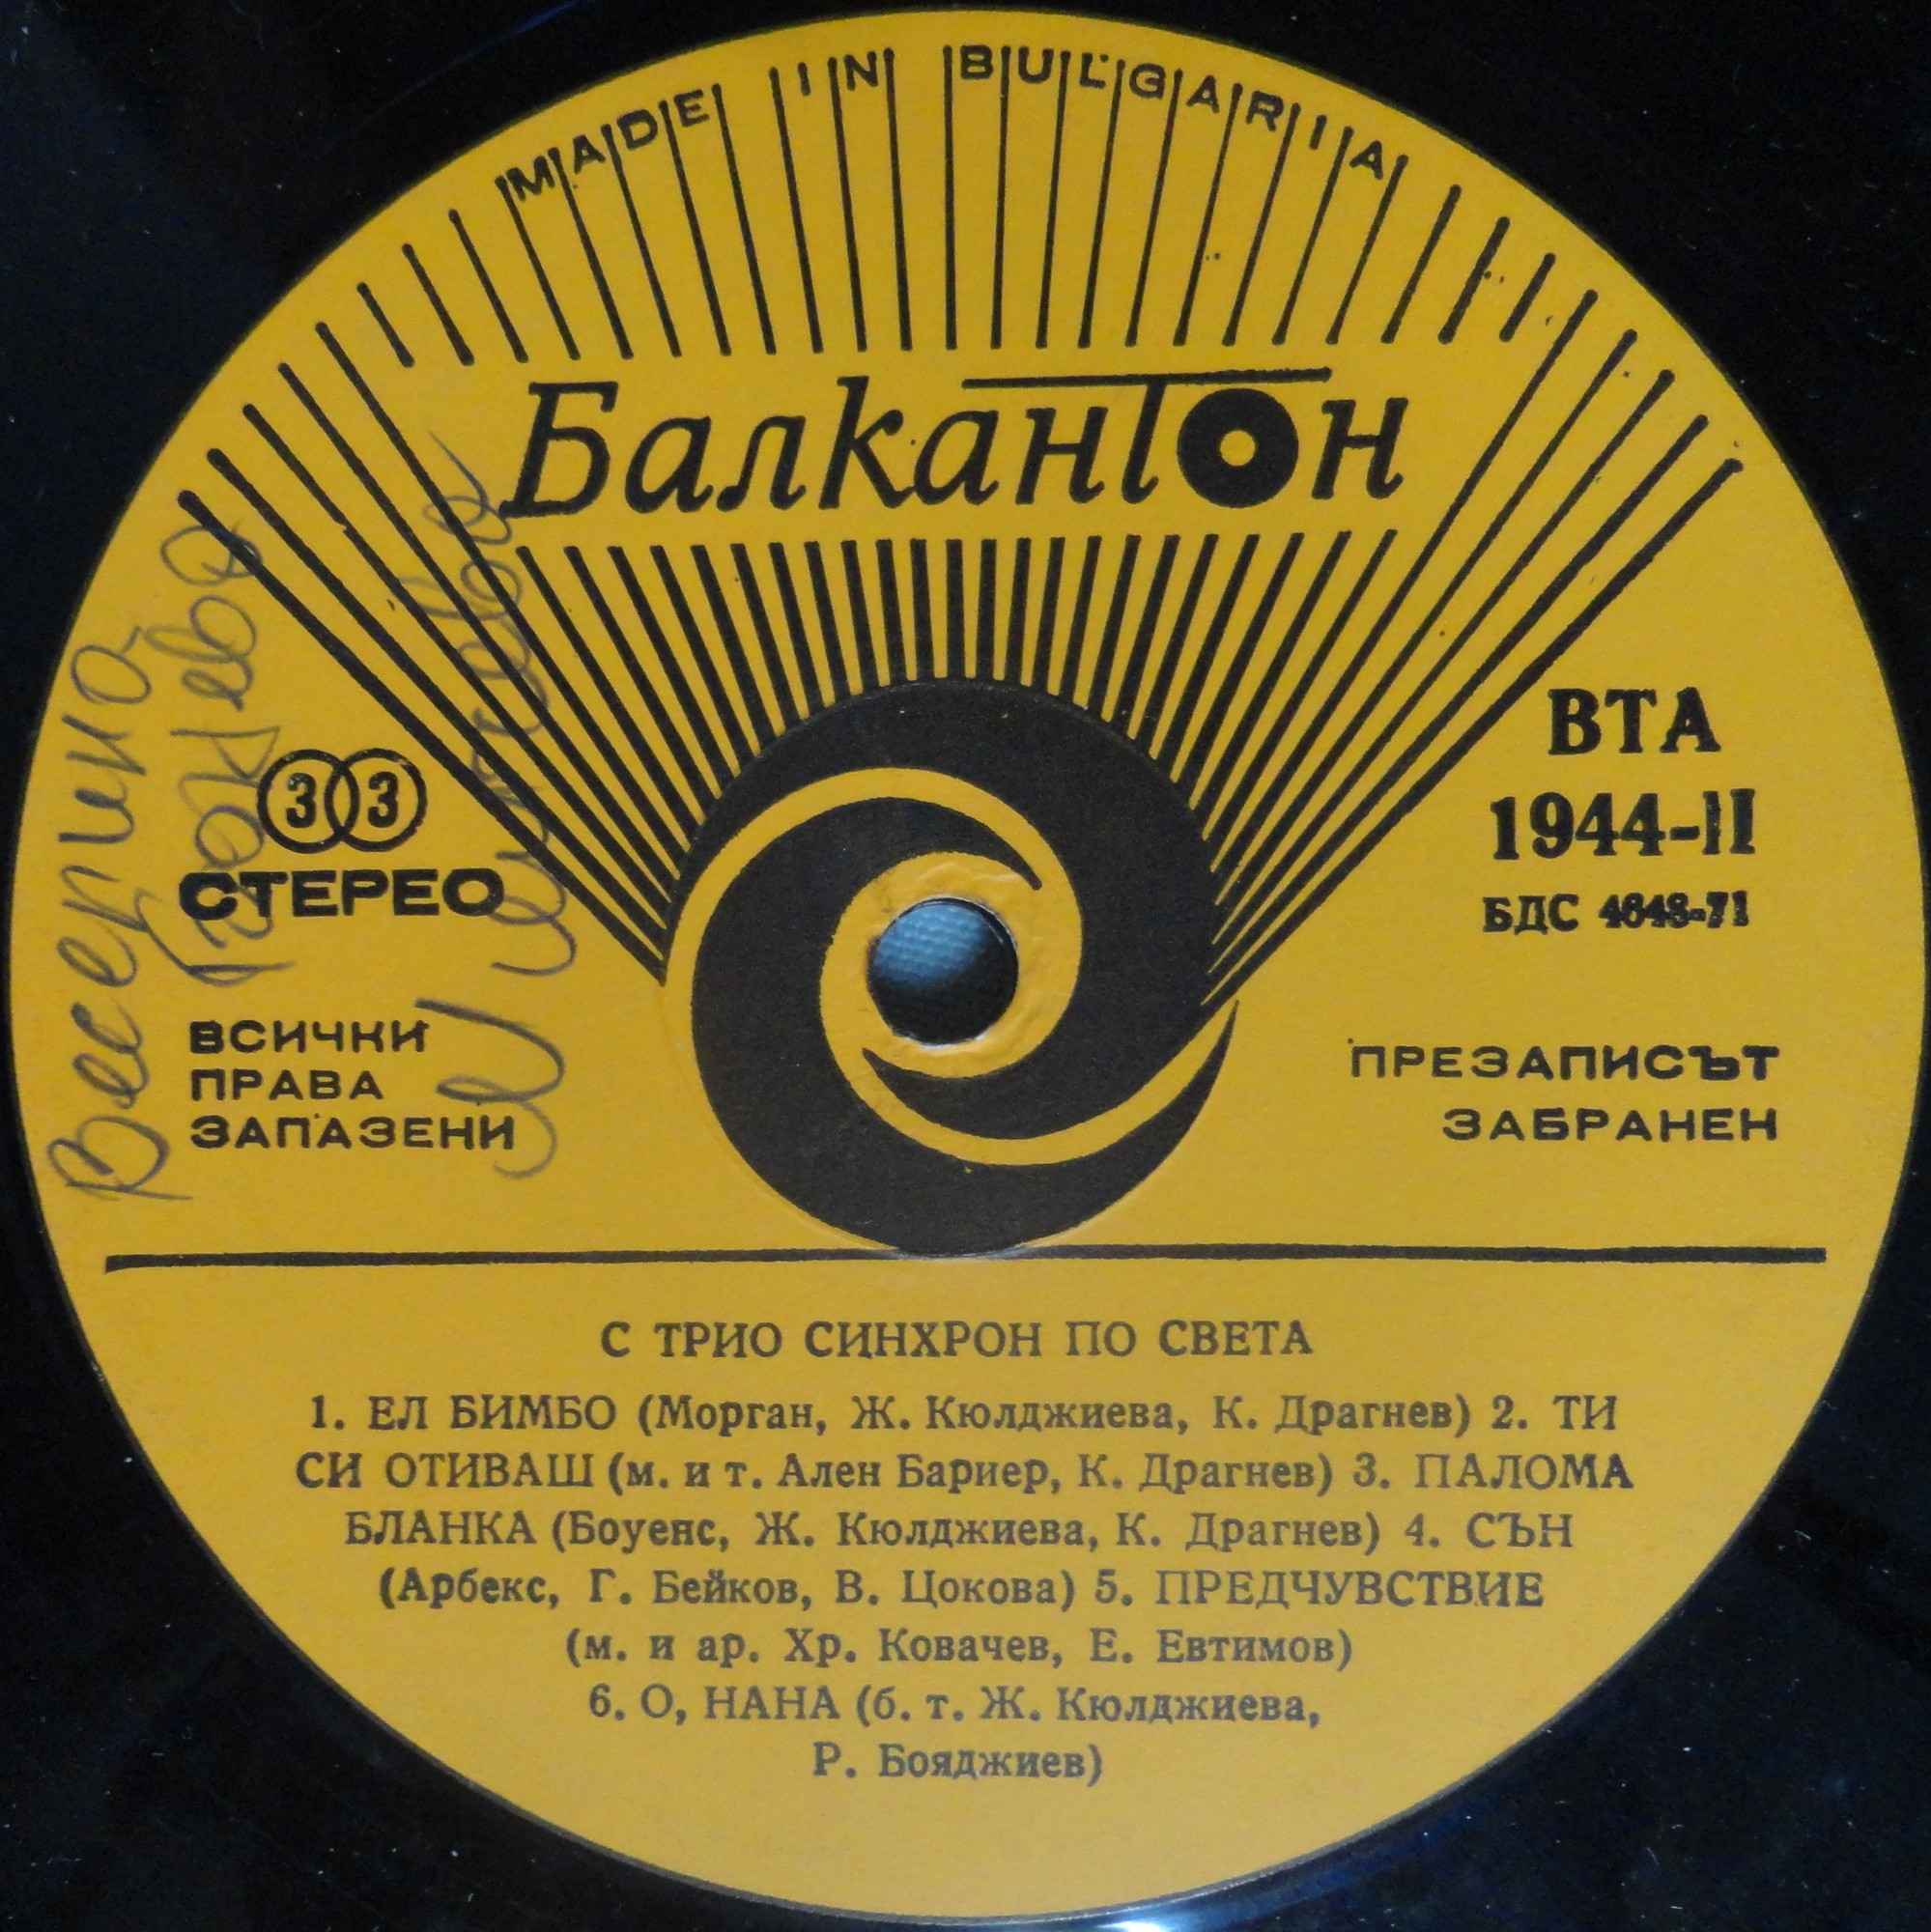 MADE IN BULGARIA
Балкантон
33
СТЕРЕО
ВСИЧКИ
ПРАВА
ЗАПАЗЕНИ
ВТА
1944-II
БДС 4648-71
ПРЕЗАПИСЪТ
ЗАБРАНЕН
С ТРИО СИНХРОН ПО СВЕТА
1. ЕЛ БИМБО (Морган, Ж. Кюлджиева, К. Драгнев) 2. ТИ
СИ ОТИВАШ (м. и т. Ален Бариер, К. Драгнев) 3. ПАЛОМА
БЛАНКА (Боуенс, Ж. Кюлджиева, К. Драгнев) 4. СЪН
(Арбекс, Г. Бейков, В. Цокова) 5. ПРЕДЧУВСТВИЕ
(м. и ар. Хр. Ковачев, Е. Евтимов)
6. О, НАНА (б. т. Ж. Кюлджиева,
Р. Бояджиев)